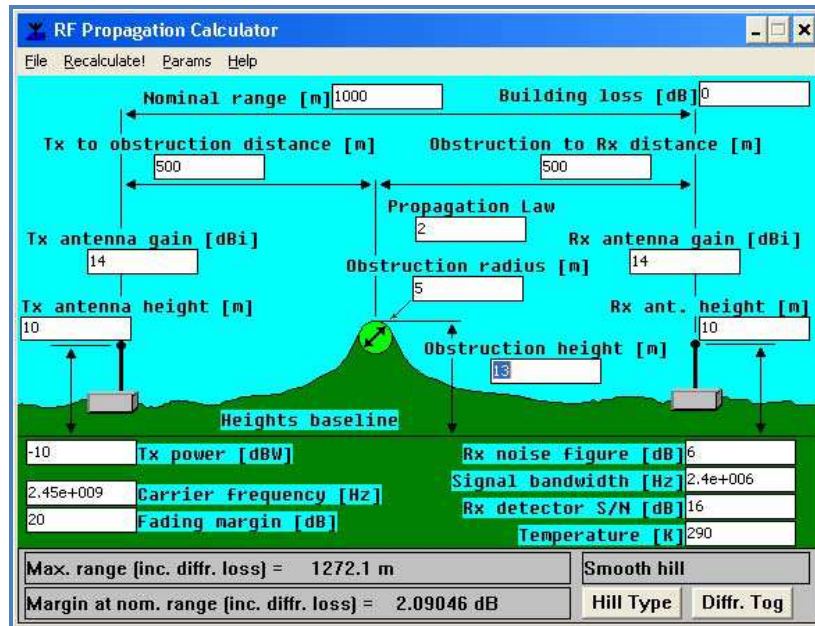 RF Propagation Calculator
File Recalculate! Params Help
Nominal range [m] 1000 Building loss [dB] 0
Tx to obstruction distance [m] Obstruction to Rx distance [m]
500 500
Propagation Law
2
Tx antenna gain [dBi] Rx antenna gain [dBi]
14 14
Obstruction radius [m]
5
Tx antenna height [m] Rx ant. height [m]
10 10
Obstruction height [m]
13
Heights baseline
-10 Tx power [dBW] Rx noise figure [dB] 6
Signal bandwidth [Hz] 2.4e+006
2.45e+009 Carrier frequency [Hz]
Rx detector S/N [dB] 16
20 Fading margin [dB]
Temperature [K] 290
Max. range (inc. diffr. loss) = 1272.1 m Smooth hill
Margin at nom. range (inc. diffr. loss) = 2.09046 dB Hill Type Diffr. Tog